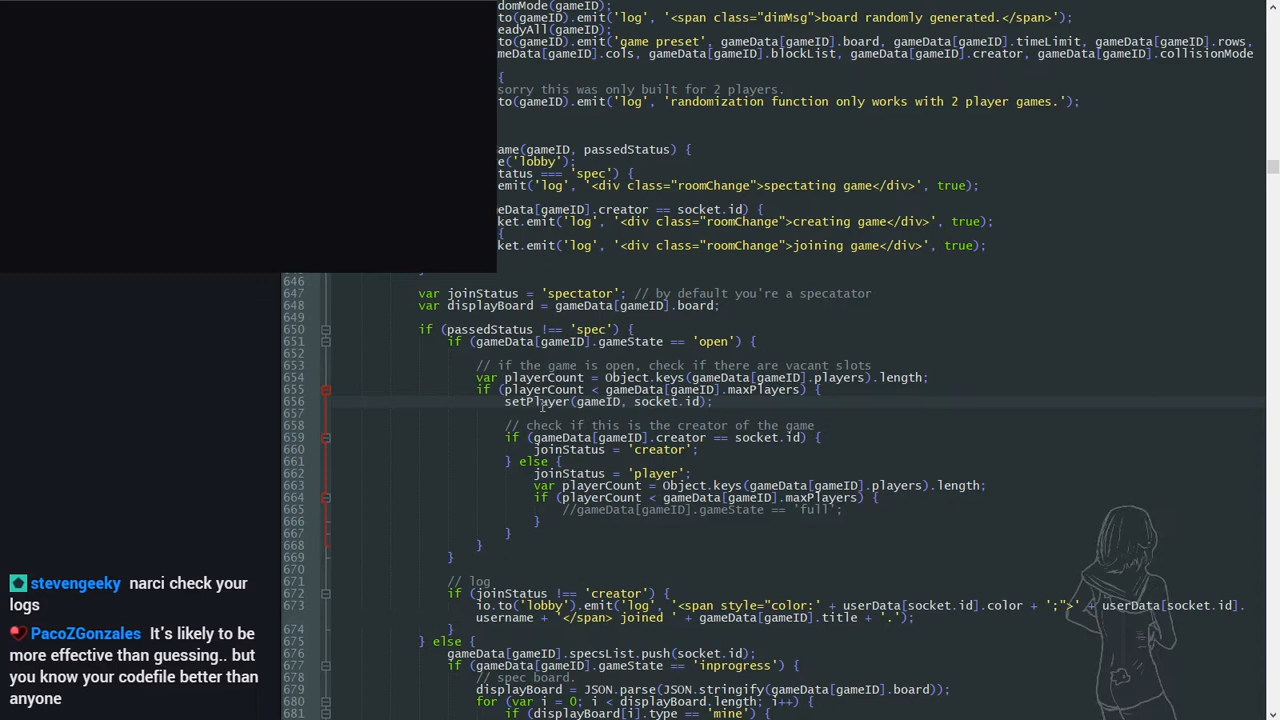 domMode(gameID);
to(gameID).emit('log', '<span class="dimMsg">board randomly generated.</span>');
eadyAll(gameID);
to(gameID).emit('game preset', gameData[gameID].board, gameData[gameID].timeLimit, gameData[gameID].rows,
meData[gameID].cols, gameData[gameID].blockList, gameData[gameID].creator, gameData[gameID].collisionMode
{
sorry this was only built for 2 players.
to(gameID).emit('log', 'randomization function only works with 2 player games.');
ame(gameID, passedStatus) {
e('lobby');
tatus === 'spec') {
emit('log', '<div class="roomChange">spectating game</div>', true);
eData[gameID].creator == socket.id) {
ket.emit('log', '<div class="roomChange">creating game</div>', true);
{
ket.emit('log', '<div class="roomChange">joining game</div>', true);
646
647 var joinStatus = 'spectator'; // by default you're a specatator
648 var displayBoard = gameData[gameID].board;
649
650 if (passedStatus !== 'spec') {
651 if (gameData[gameID].gameState == 'open') {
652
653 // if the game is open, check if there are vacant slots
654 var playerCount = Object.keys(gameData[gameID].players).length;
655 if (playerCount < gameData[gameID].maxPlayers) {
656 setPlayer(gameID, socket.id);
657
658 // check if this is the creator of the game
659 if (gameData[gameID].creator == socket.id) {
660 joinStatus = 'creator';
661 } else {
662 joinStatus = 'player';
663 var playerCount = Object.keys(gameData[gameID].players).length;
664 if (playerCount < gameData[gameID].maxPlayers) {
665 //gameData[gameID].gameState == 'full';
666 }
667 }
668 }
669 }
670
671 // log
672 if (joinStatus !== 'creator') {
673 io.to('lobby').emit('log', '<span style="color:' + userData[socket.id].color + ';">' + userData[socket.id].
username + '</span> joined ' + gameData[gameID].title + '.');
674 }
675 } else {
676 gameData[gameID].specsList.push(socket.id);
677 if (gameData[gameID].gameState == 'inprogress') {
678 // spec board.
679 displayBoard = JSON.parse(JSON.stringify(gameData[gameID].board));
680 for (var i = 0; i < displayBoard.length; i++) {
681 if (displayBoard[i].type == 'mine') {
stevengeeky narci check your
logs
PacoZGonzales It's likely to be
more effective than guessing.. but
you know your codefile better than
anyone